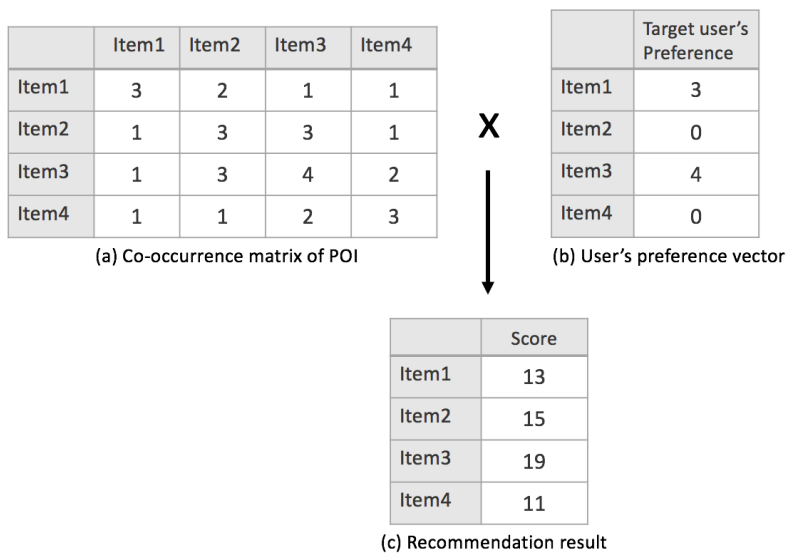 Item1 Item2 Item3 Item4
Item1 3 2 1 1
Item2 1 3 3 1
Item3 1 3 4 2
Item4 1 1 2 3
(a) Co-occurrence matrix of POI
X
Target user's
Preference
Item1 3
Item2 0
Item3 4
Item4 0
(b) User's preference vector
Score
Item1 13
Item2 15
Item3 19
Item4 11
(c) Recommendation result